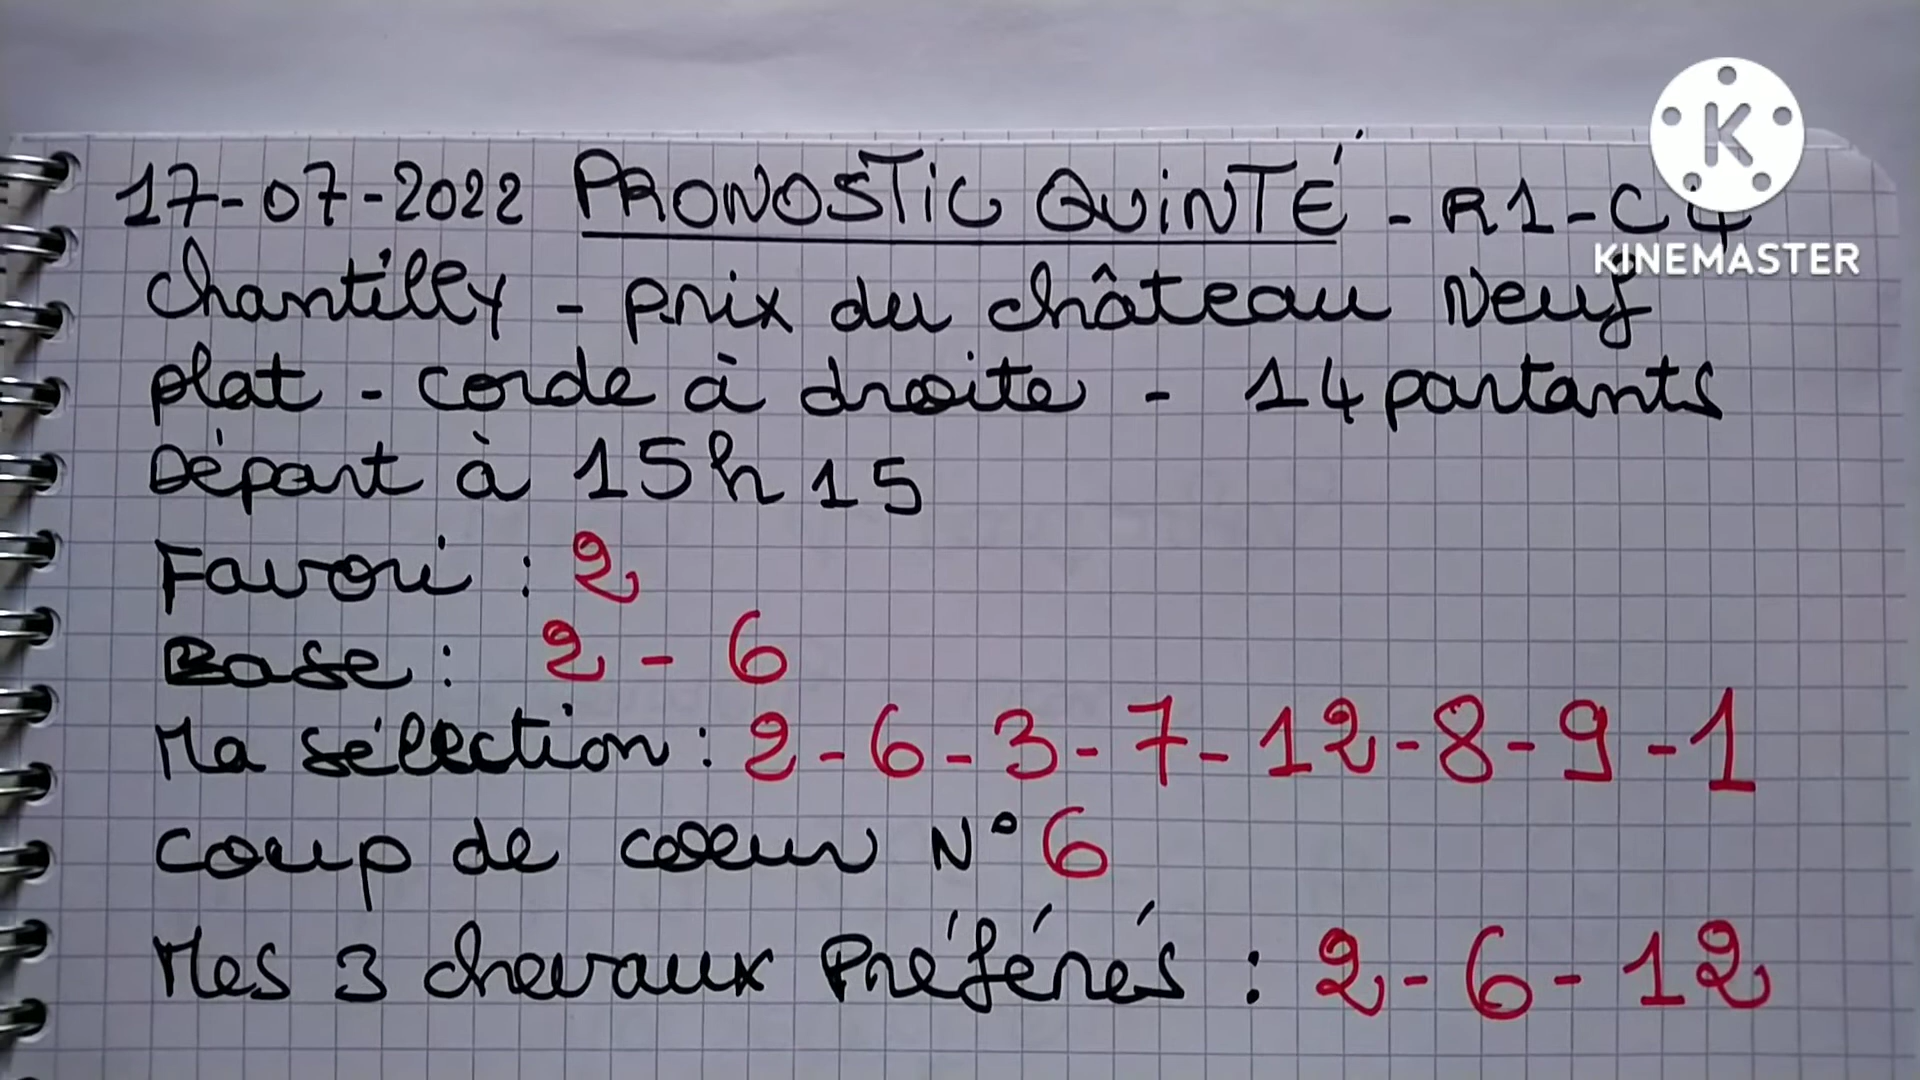 17-07-2022 PRONOSTiC QUiNTÉ - R1-C4
Chantilly - prix du château Neuf
plat - corde à droite - 14 partants
Départ à 15h15
Favori : 2
Base : 2 - 6
Ma sélection : 2-6-3-7-12-8-9-1
coup de coeur N° 6
Mes 3 chevaux Préférés : 2-6-12
K
KINEMASTER